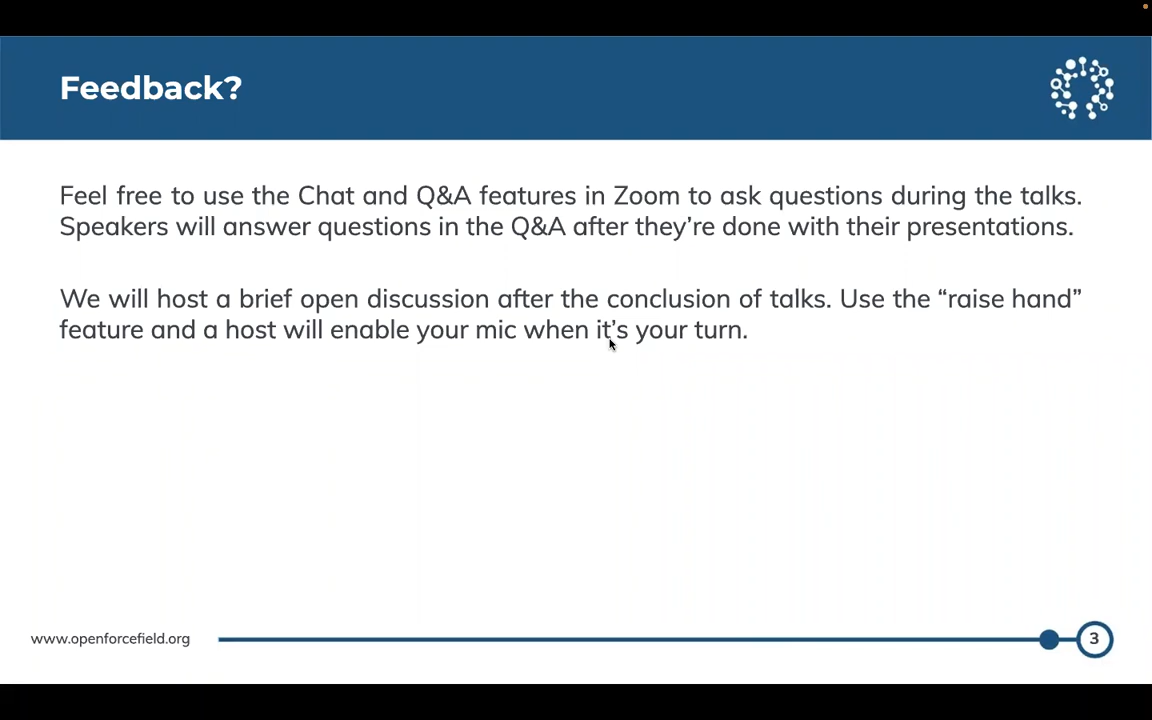 Feedback?
Feel free to use the Chat and Q&A features in Zoom to ask questions during the talks.
Speakers will answer questions in the Q&A after they’re done with their presentations.
We will host a brief open discussion after the conclusion of talks. Use the “raise hand”
feature and a host will enable your mic when it’s your turn.
www.openforcefield.org
3